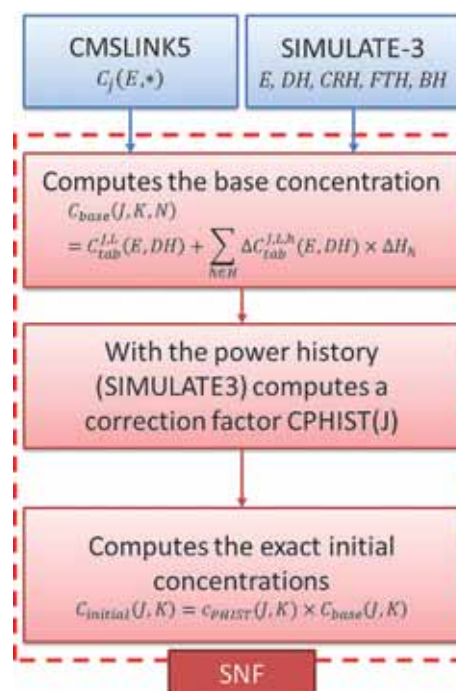 CMSLINK5
C_j(E,*)
SIMULATE-3
E, DH, CRH, FTH, BH
Computes the base concentration
C_base(J, K, N)
= C_tab^{J,L}(E, DH) + ∑_{h∈H} ΔC_tab^{J,L,h}(E, DH) × ΔH_h
With the power history
(SIMULATE3) computes a
correction factor CPHIST(J)
Computes the exact initial
concentrations
C_initial(J, K) = c_PHIST(J, K) × C_base(J, K)
SNF